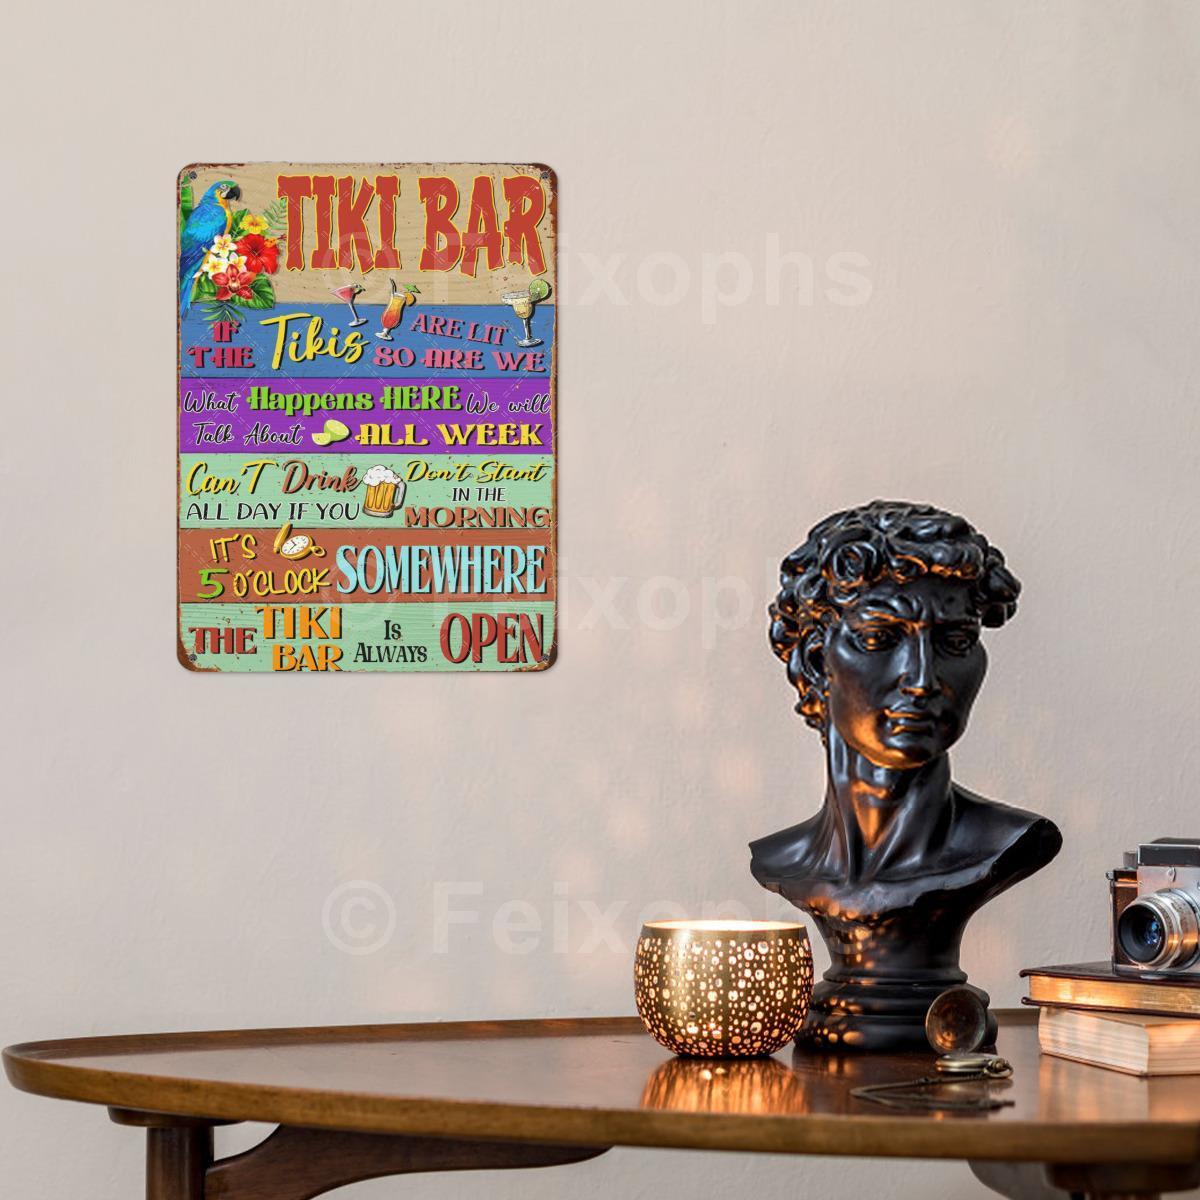 TIKI BAR
IF THE Tikis ARE LIT
SO ARE WE
What Happens HERE We will
Talk About ALL WEEK
Can'T Drink Don't Start
ALL DAY IF YOU IN THE
MORNING
IT'S
5 O'CLOCK SOMEWHERE
THE TIKI BAR Is ALWAYS OPEN
© Feixophs
© Feixophs
© Feixophs